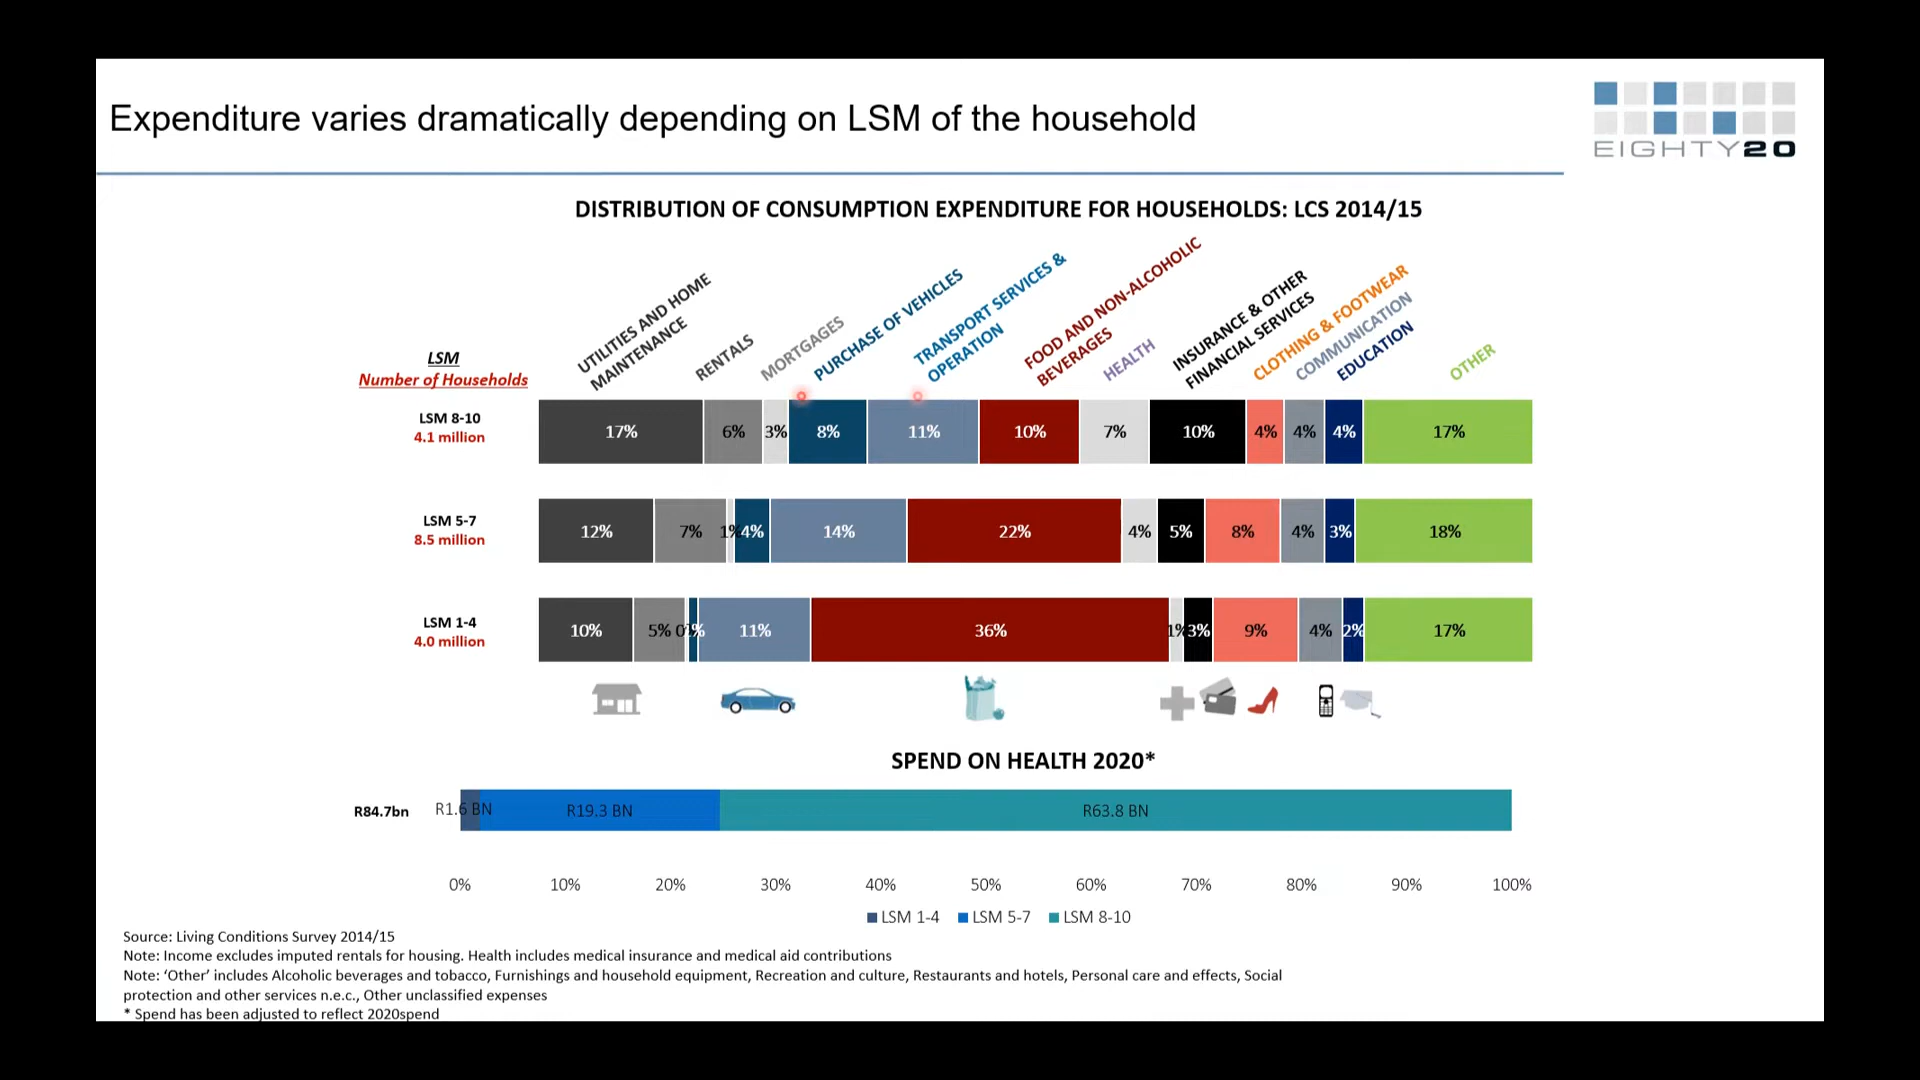 Expenditure varies dramatically depending on LSM of the household
EIGHTY20
DISTRIBUTION OF CONSUMPTION EXPENDITURE FOR HOUSEHOLDS: LCS 2014/15
LSM
Number of Households
UTILITIES AND HOME
MAINTENANCE
RENTALS
MORTGAGES
PURCHASE OF VEHICLES
TRANSPORT SERVICES &
OPERATION
FOOD AND NON-ALCOHOLIC
BEVERAGES
HEALTH
INSURANCE & OTHER
FINANCIAL SERVICES
CLOTHING & FOOTWEAR
COMMUNICATION
EDUCATION
OTHER
LSM 8-10
4.1 million
17% 6% 3% 8% 11% 10% 7% 10% 4% 4% 4% 17%
LSM 5-7
8.5 million
12% 7% 1% 4% 14% 22% 4% 5% 8% 4% 3% 18%
LSM 1-4
4.0 million
10% 5% 11% 36% 1% 3% 9% 4% 2% 17%
SPEND ON HEALTH 2020*
R84.7bn R1.6 BN R19.3 BN R63.8 BN
0% 10% 20% 30% 40% 50% 60% 70% 80% 90% 100%
LSM 1-4 LSM 5-7 LSM 8-10
Source: Living Conditions Survey 2014/15
Note: Income excludes imputed rentals for housing. Health includes medical insurance and medical aid contributions
Note: ‘Other’ includes Alcoholic beverages and tobacco, Furnishings and household equipment, Recreation and culture, Restaurants and hotels, Personal care and effects, Social
protection and other services n.e.c., Other unclassified expenses
* Spend has been adjusted to reflect 2020spend